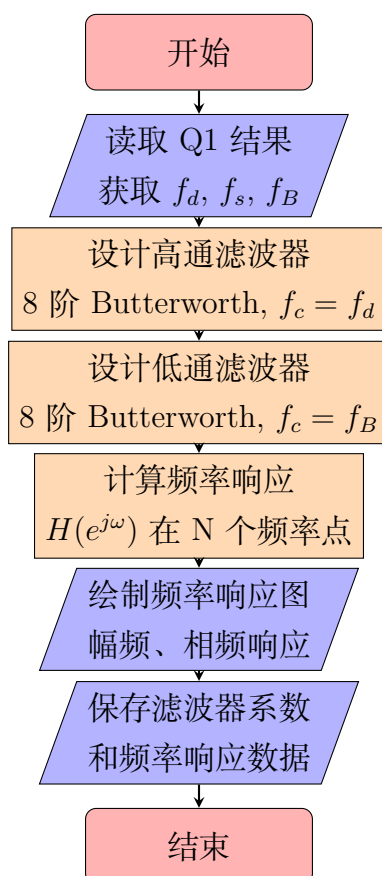 开始
读取 Q1 结果
获取 $f_d$, $f_s$, $f_B$
设计高通滤波器
8 阶 Butterworth, $f_c = f_d$
设计低通滤波器
8 阶 Butterworth, $f_c = f_B$
计算频率响应
$H(e^{j\omega})$ 在 N 个频率点
绘制频率响应图
幅频、相频响应
保存滤波器系数
和频率响应数据
结束